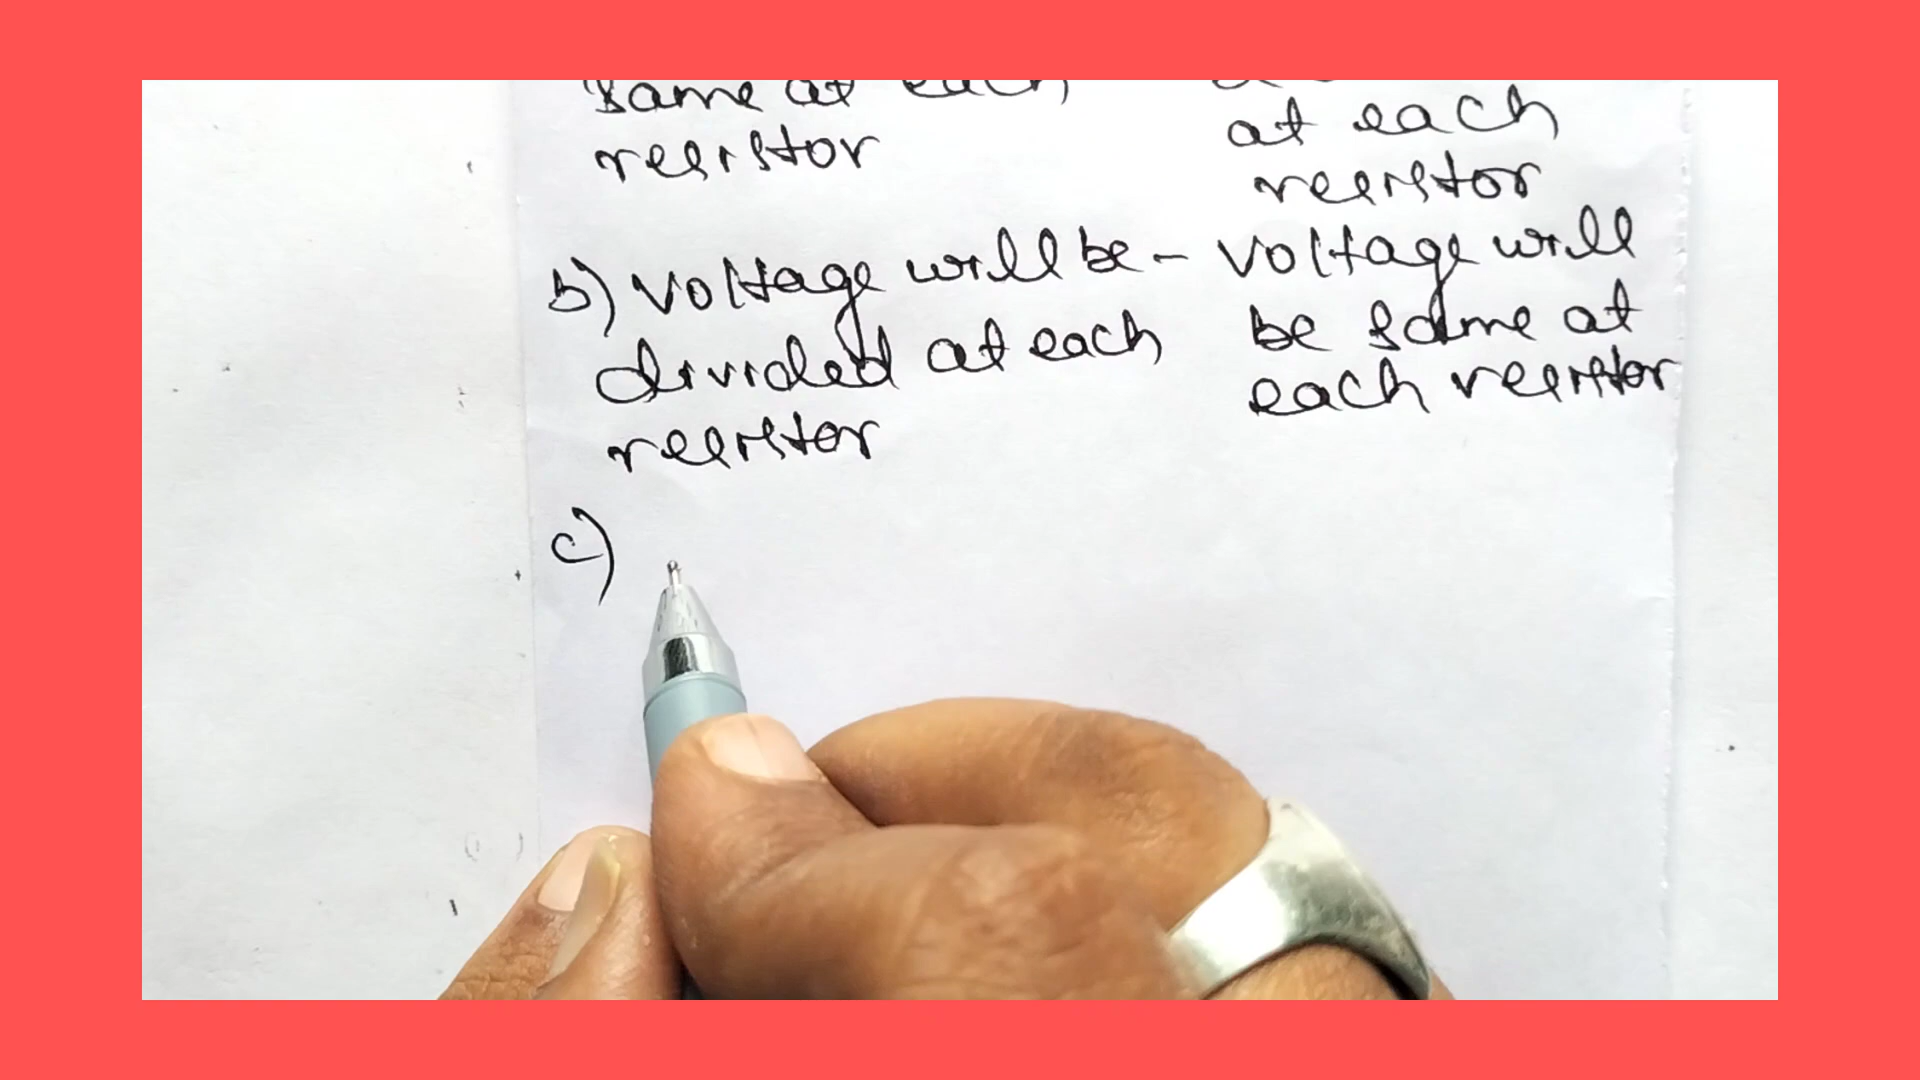 same at each
resistor
at each
resistor
b) voltage will be -
divided at each
resistor
voltage will
be same at
each resistor
c)